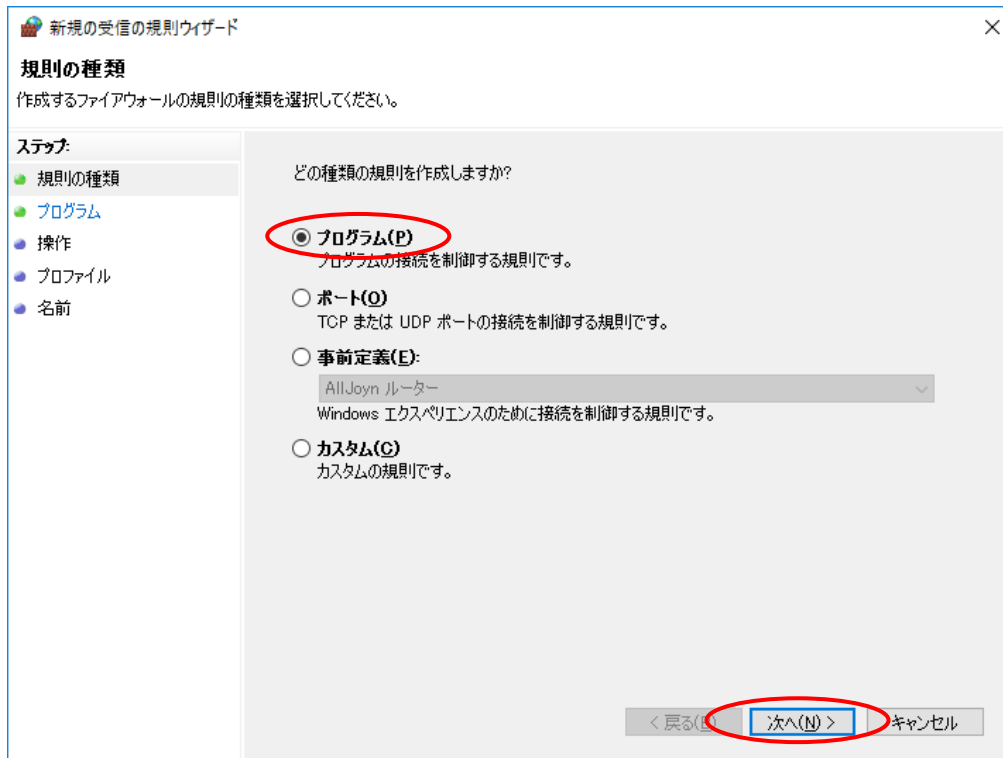 新規の受信の規則ウィザード
規則の種類
作成するファイアウォールの規則の種類を選択してください。
ステップ:
規則の種類
プログラム
操作
プロファイル
名前
どの種類の規則を作成しますか?
プログラム(P)
プログラムの接続を制御する規則です。
ポート(O)
TCP または UDP ポートの接続を制御する規則です。
事前定義(E):
AllJoyn ルーター
Windows エクスペリエンスのために接続を制御する規則です。
カスタム(C)
カスタムの規則です。
< 戻る(B) 次へ(N) > キャンセル